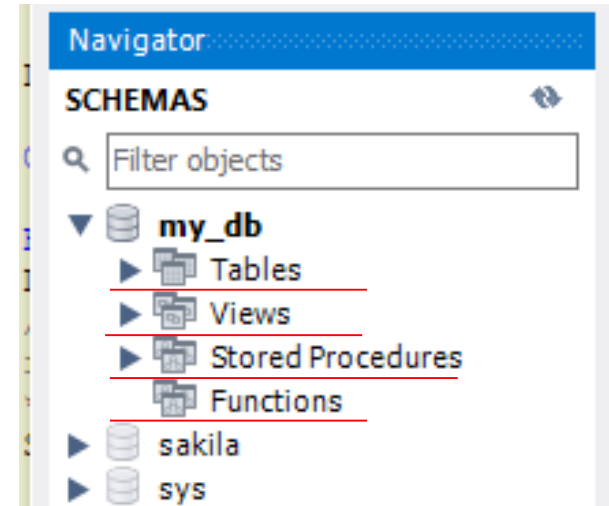 Navigator
SCHEMAS
Filter objects
my_db
Tables
Views
Stored Procedures
Functions
sakila
sys